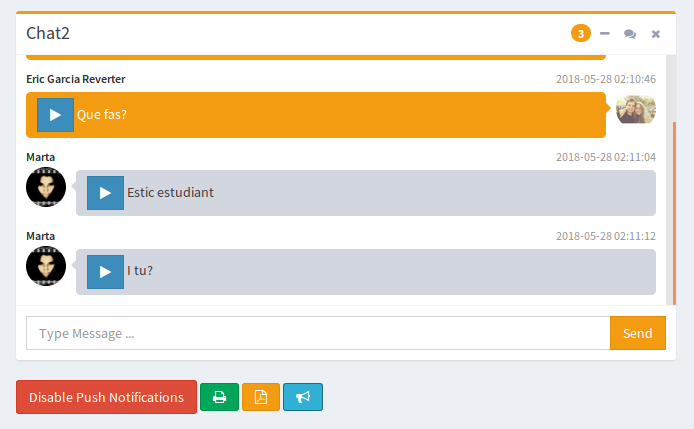 Chat2
3
Eric Garcia Reverter 2018-05-28 02:10:46
Que fas?
Marta 2018-05-28 02:11:04
Estic estudiant
Marta 2018-05-28 02:11:12
I tu?
Type Message ... Send
Disable Push Notifications